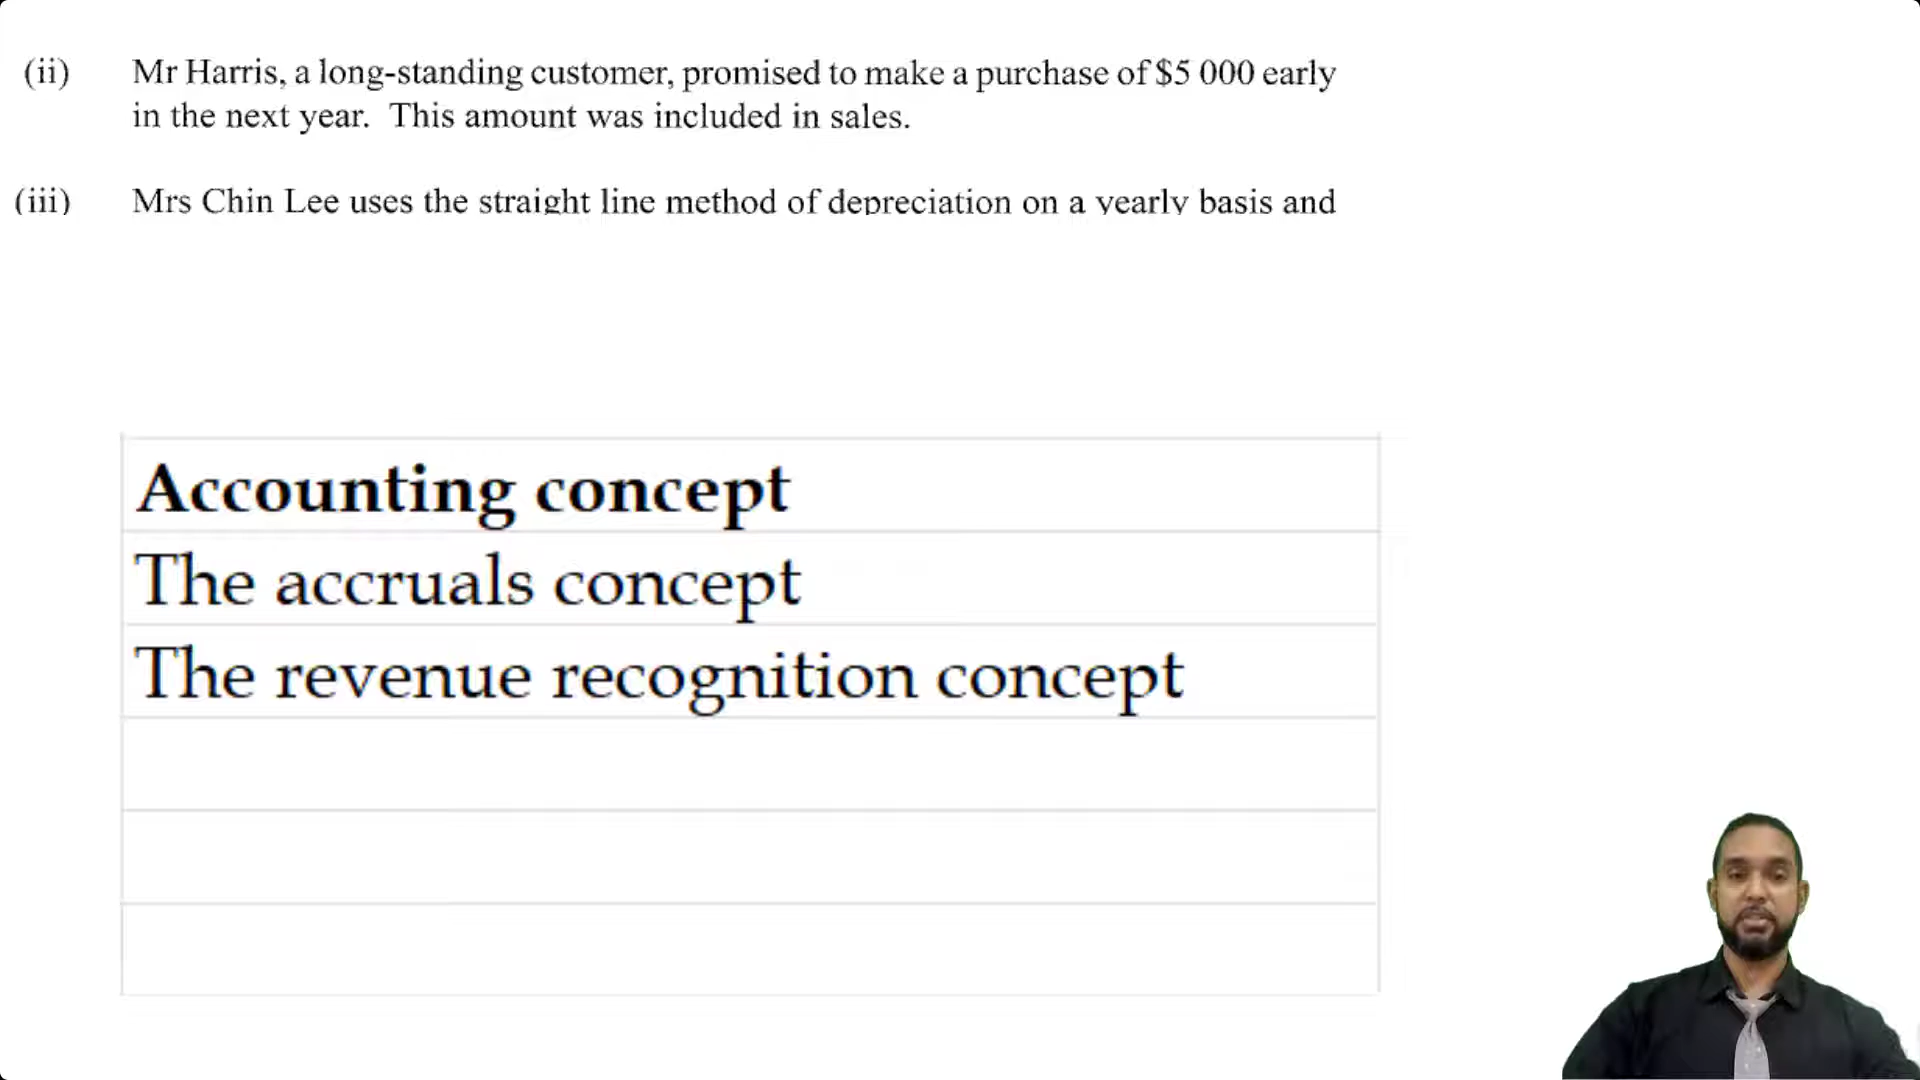 (ii) Mr Harris, a long-standing customer, promised to make a purchase of $5 000 early
in the next year. This amount was included in sales.
(iii) Mrs Chin Lee uses the straight line method of depreciation on a yearly basis and
Accounting concept
The accruals concept
The revenue recognition concept